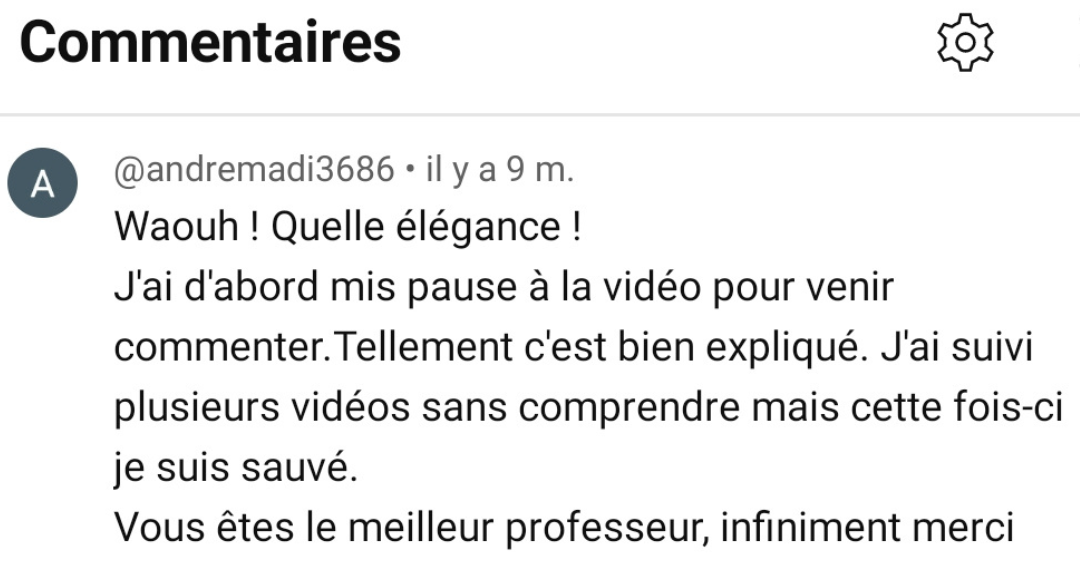 Commentaires
A
@andremadi3686 • il y a 9 m.
Waouh ! Quelle élégance !
J'ai d'abord mis pause à la vidéo pour venir
commenter.Tellement c'est bien expliqué. J'ai suivi
plusieurs vidéos sans comprendre mais cette fois-ci
je suis sauvé.
Vous êtes le meilleur professeur, infiniment merci